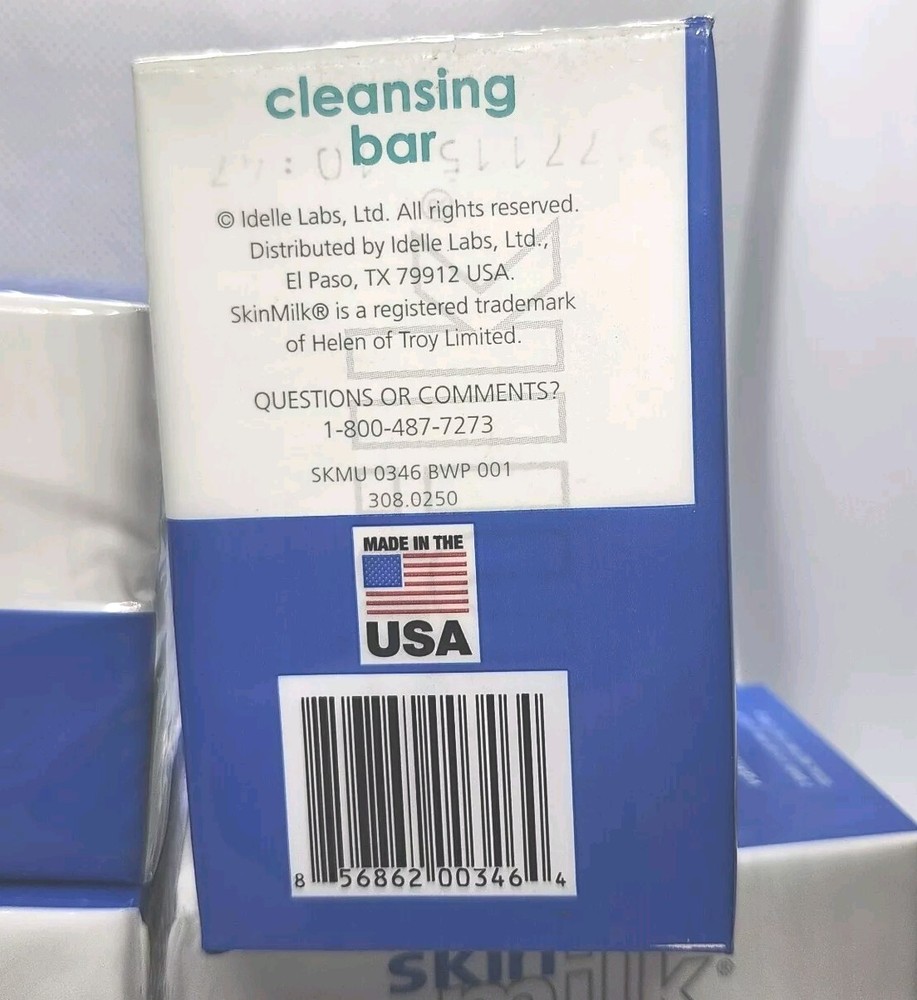 cleansing
bar
© Idelle Labs, Ltd. All rights reserved.
Distributed by Idelle Labs, Ltd.,
El Paso, TX 79912 USA.
SkinMilk® is a registered trademark
of Helen of Troy Limited.
QUESTIONS OR COMMENTS?
1-800-487-7273
SKMU 0346 BWP 001
308.0250
MADE IN THE
USA
8 56862 00346 4
skin
milk®